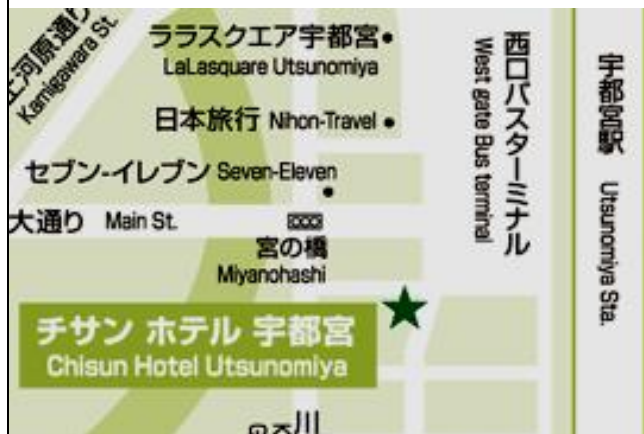 上河原通り
Kamigawara St.
ララスクエア宇都宮
LaLasquare Utsunomiya
日本旅行 Nihon-Travel
セブン-イレブン Seven-Eleven
大通り Main St.
宮の橋
Miyanohashi
チサン ホテル 宇都宮
Chisun Hotel Utsunomiya
川
西口バスターミナル
West gate Bus terminal
宇都宮駅 Utsunomiya Sta.